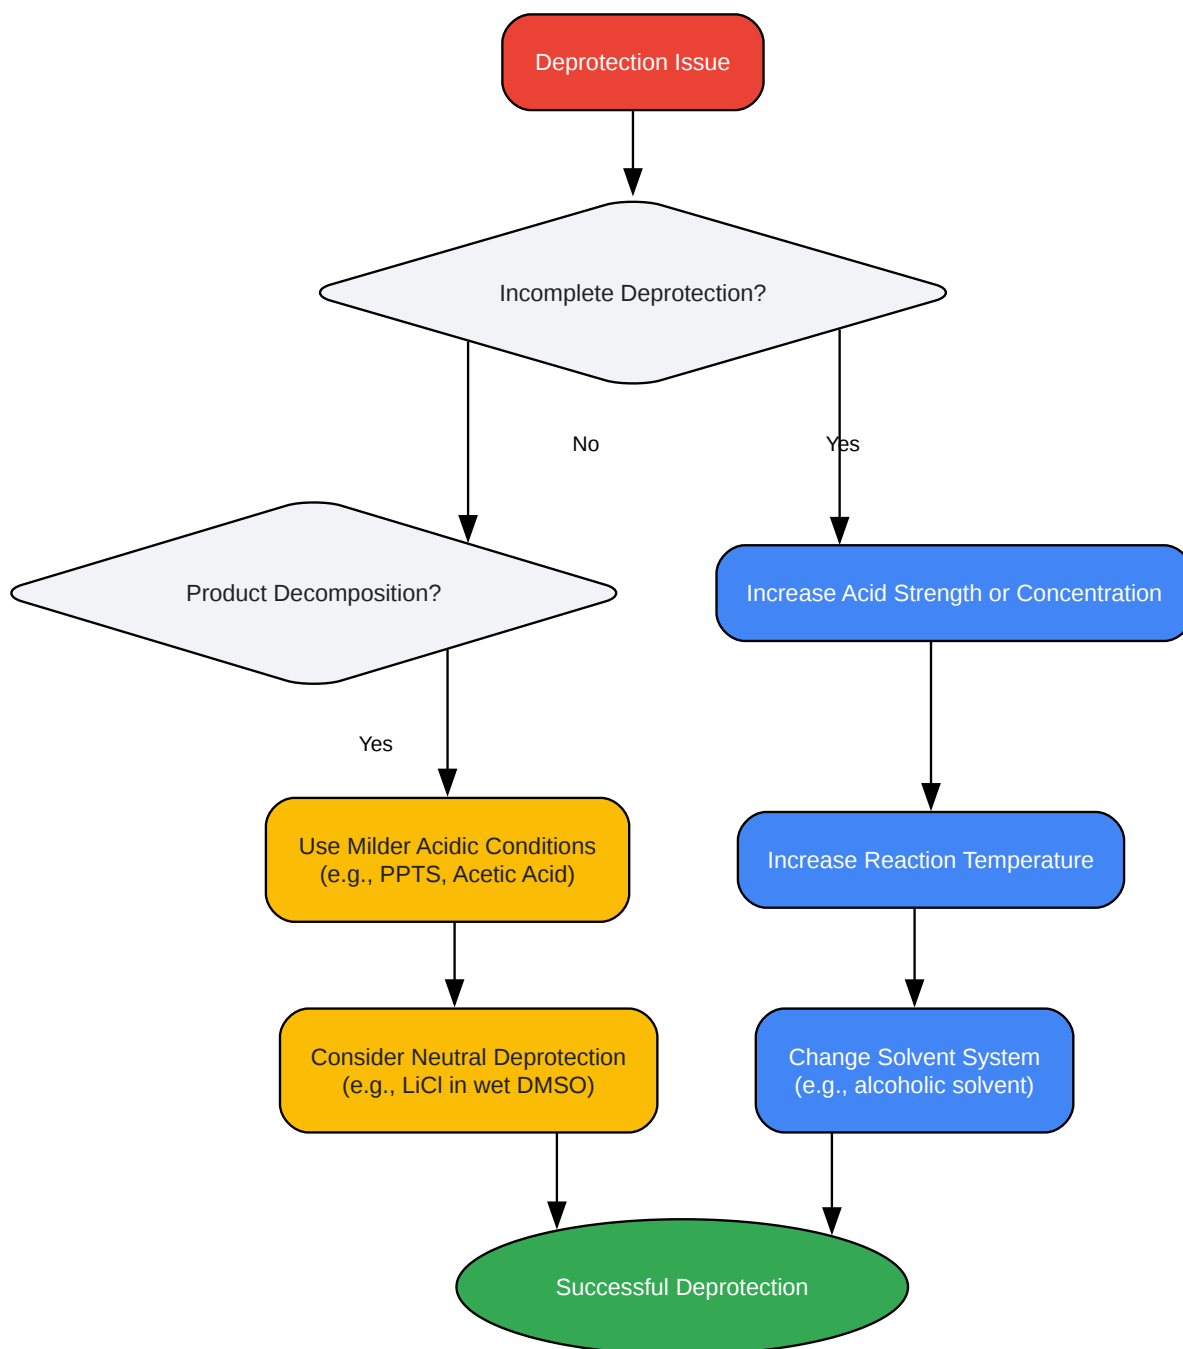 Deprotection Issue
Incomplete Deprotection?
No
Yes
Product Decomposition?
Increase Acid Strength or Concentration
Yes
Use Milder Acidic Conditions
(e.g., PPTS, Acetic Acid)
Increase Reaction Temperature
Consider Neutral Deprotection
(e.g., LiCl in wet DMSO)
Change Solvent System
(e.g., alcoholic solvent)
Successful Deprotection